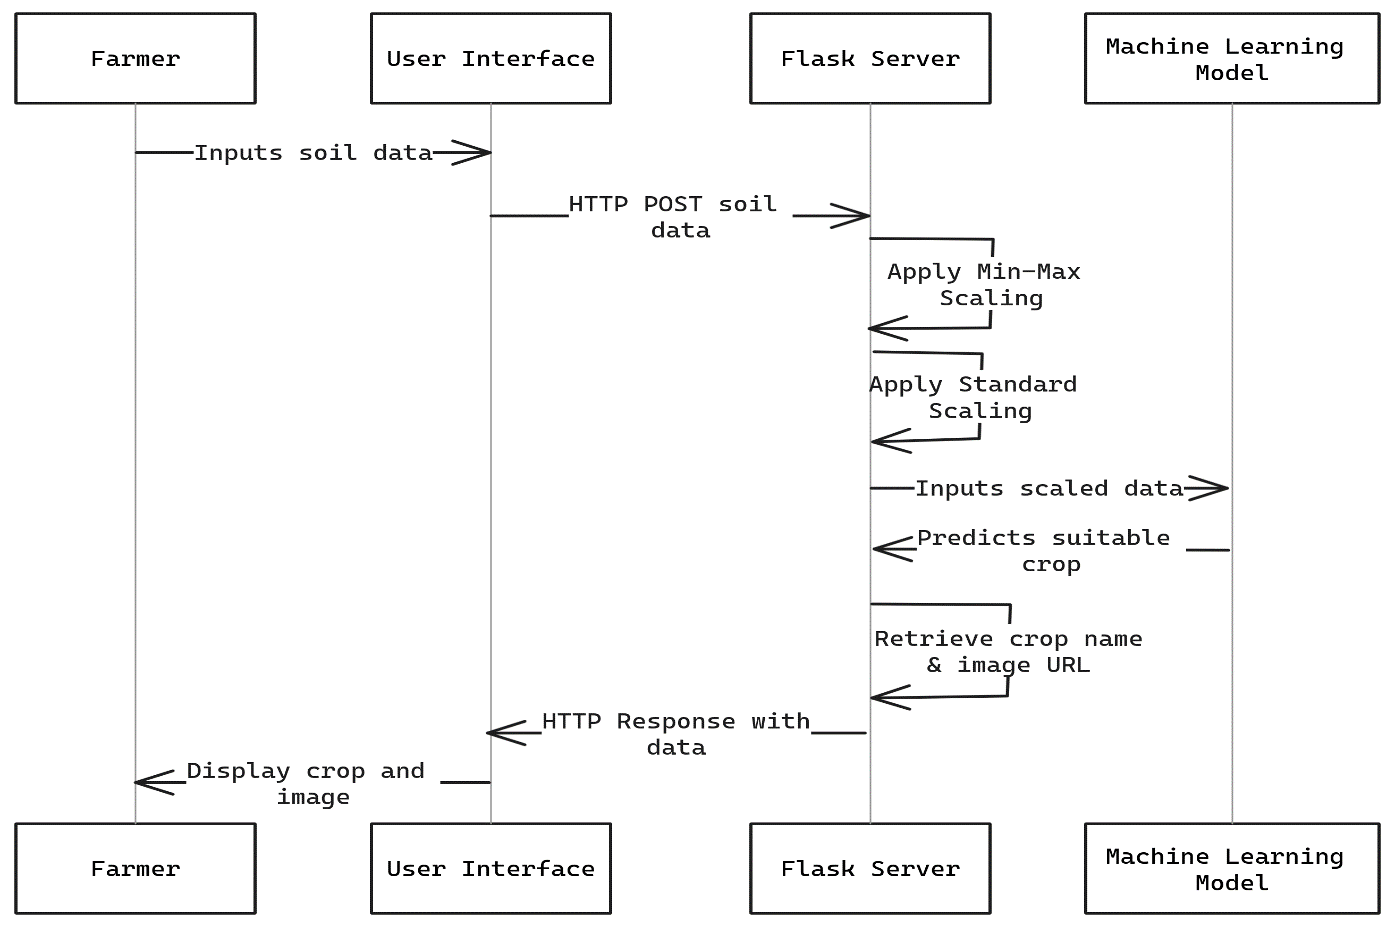 Farmer
User Interface
Flask Server
Machine Learning
Model
Inputs soil data
HTTP POST soil
data
Apply Min-Max
Scaling
Apply Standard
Scaling
Inputs scaled data
Predicts suitable
crop
Retrieve crop name
& image URL
HTTP Response with
data
Display crop and
image
Farmer
User Interface
Flask Server
Machine Learning
Model